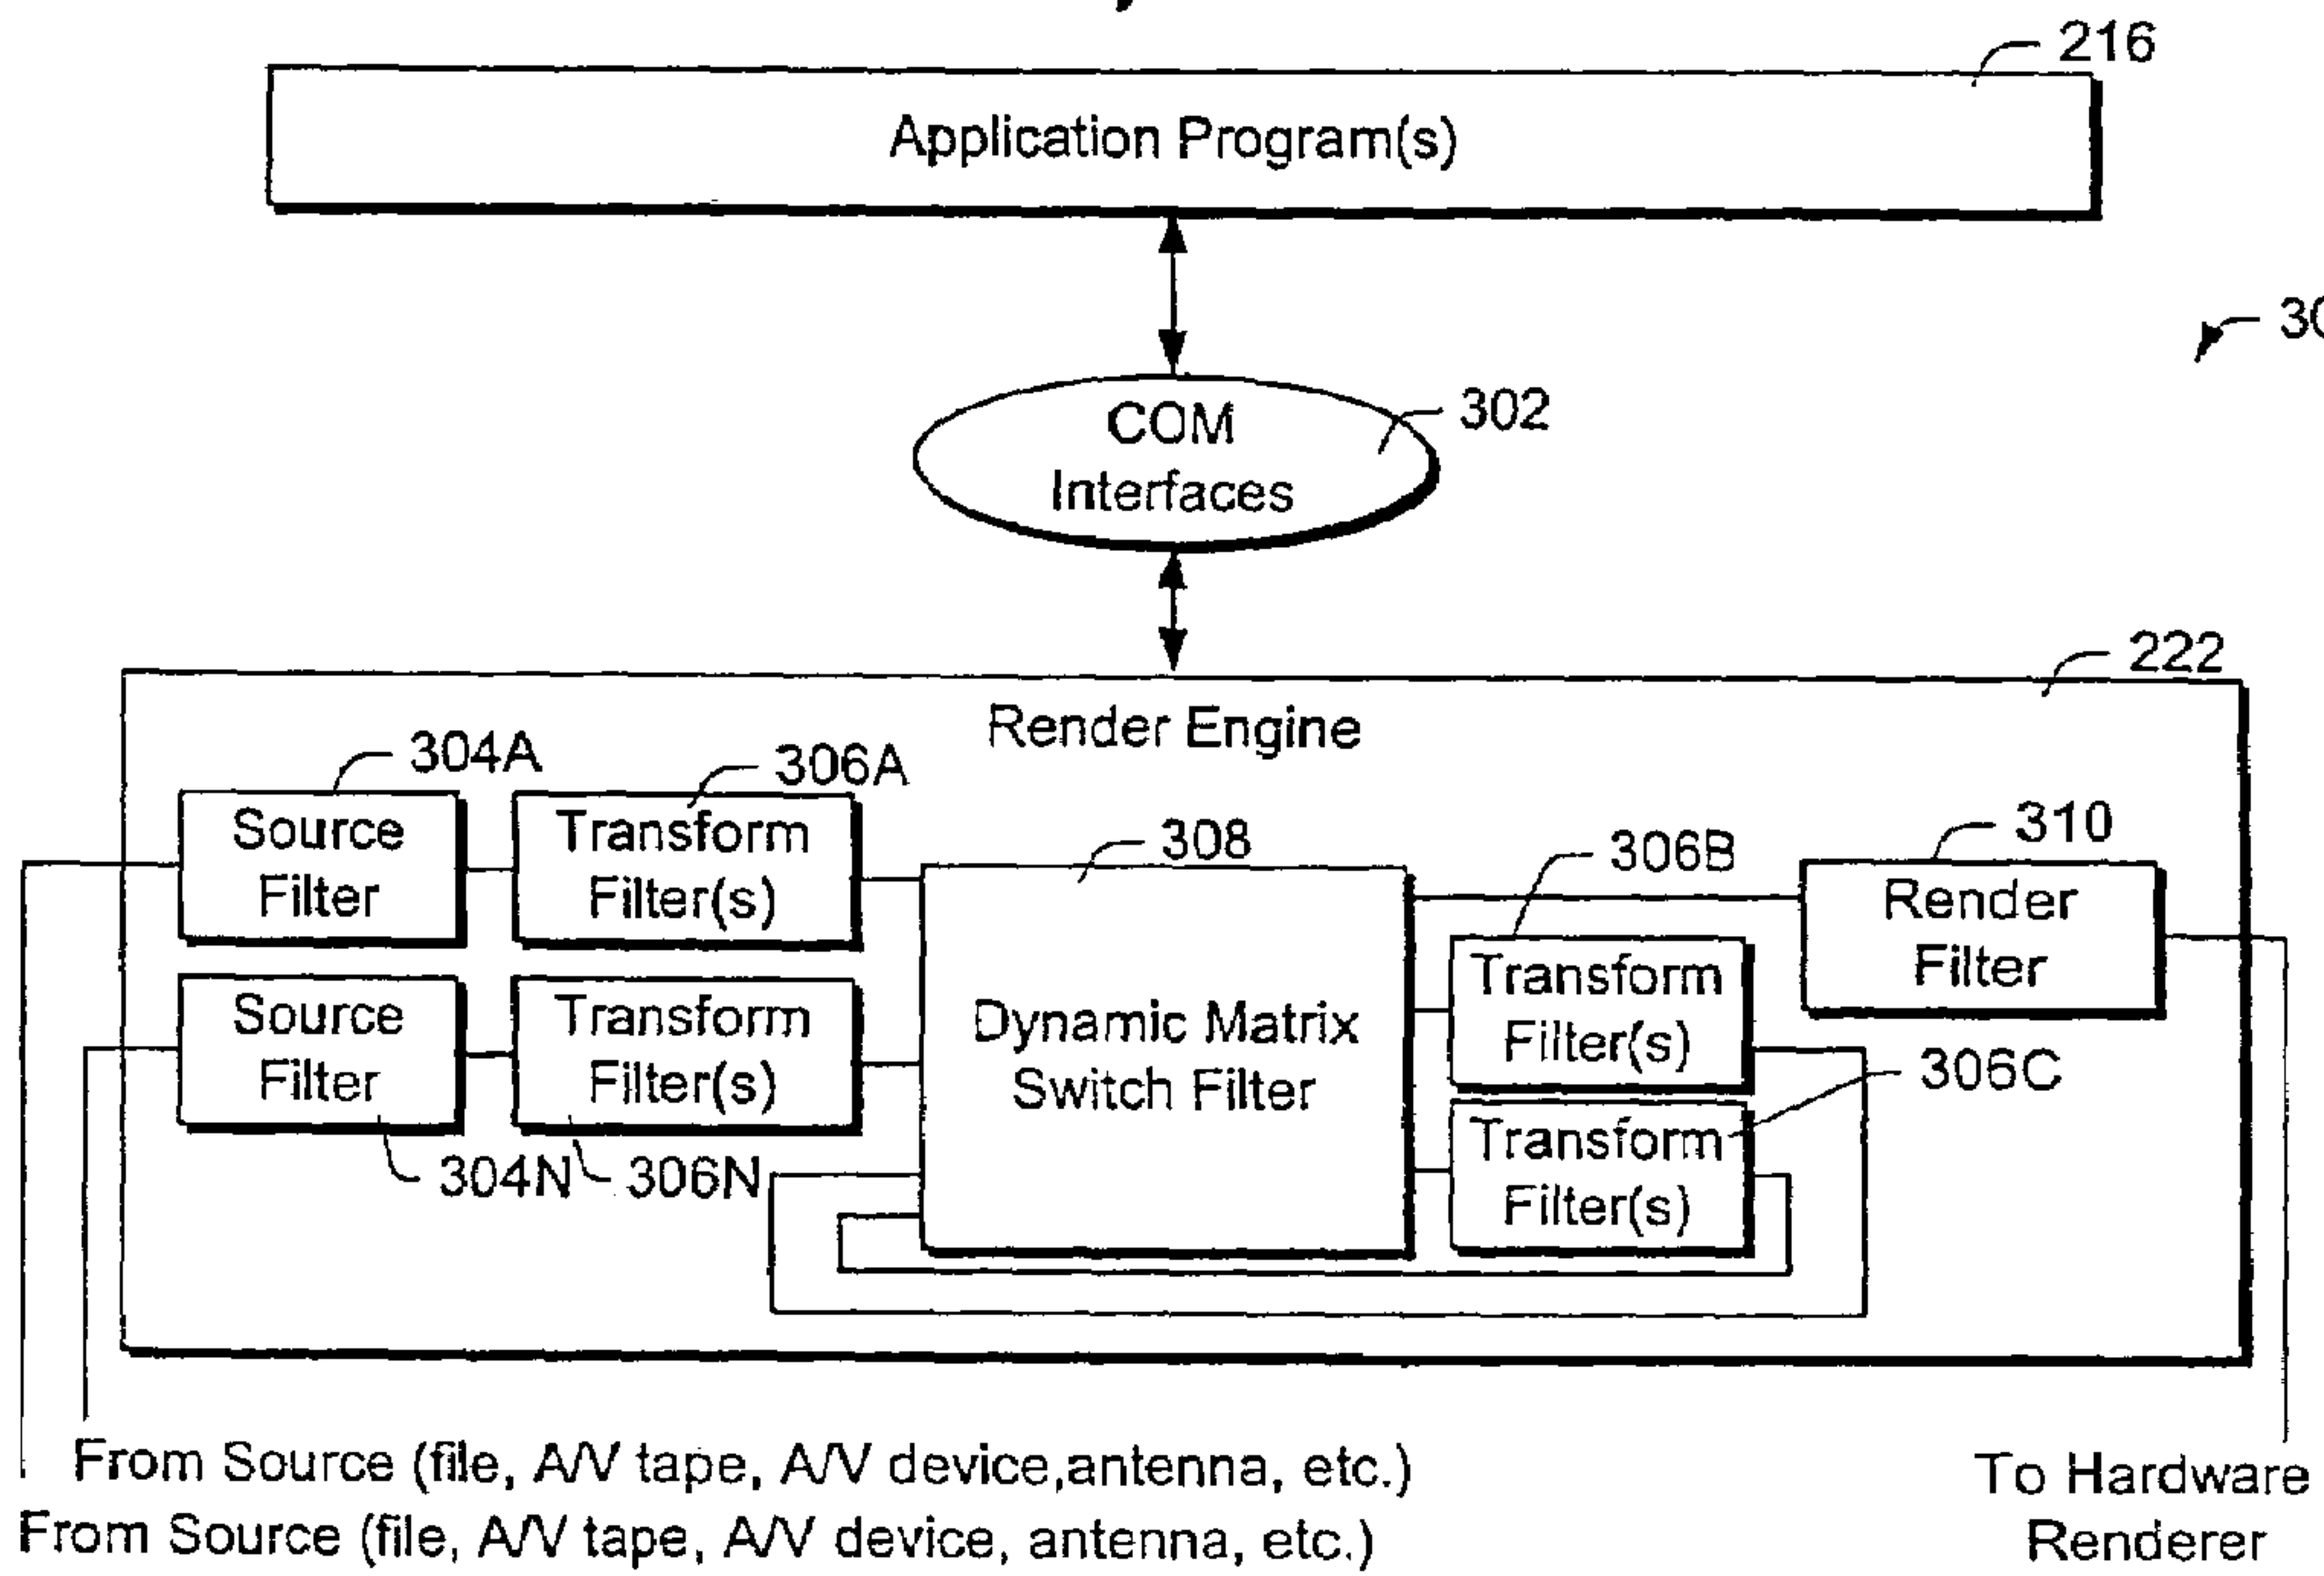 216
Application Program(s)
302
COM
Interfaces
222
Render Engine
304A
306A
308
306B
310
Source
Filter
Transform
Filter(s)
Render
Filter
Source
Filter
Transform
Filter(s)
Dynamic Matrix
Switch Filter
Transform
Filter(s)
306C
Transform
Filter(s)
304N
306N
From Source (file, A/V tape, A/V device,antenna, etc.)
From Source (file, A/V tape, A/V device, antenna, etc.)
To Hardware
Renderer